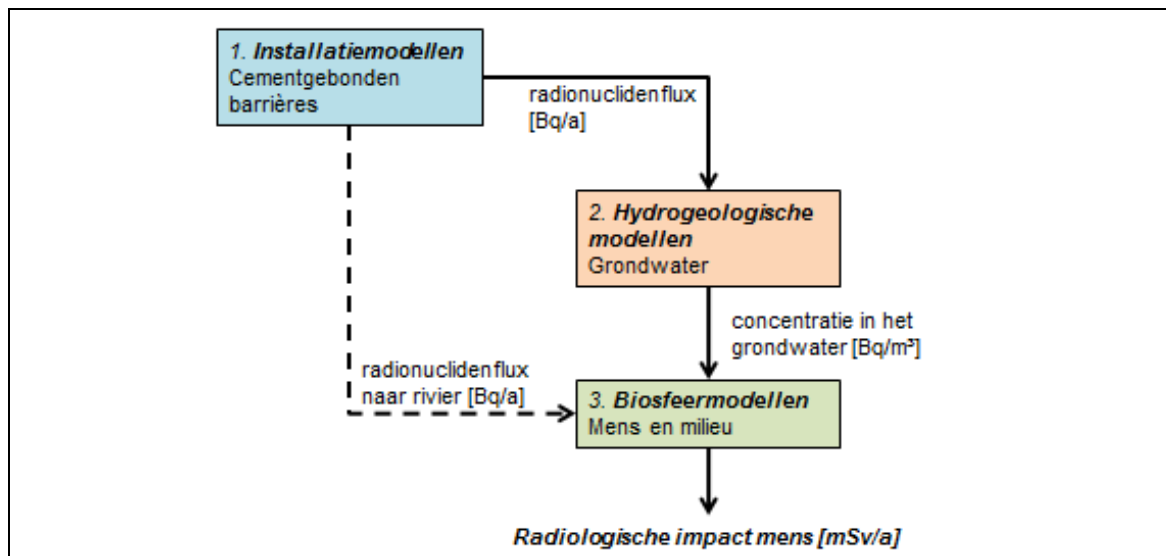 1. Installatiemodellen
Cementgebonden
barrières
radionuclidenflux
[Bq/a]
2. Hydrogeologische
modellen
Grondwater
concentratie in het
grondwater [Bq/m³]
radionuclidenflux
naar rivier [Bq/a]
3. Biosfeermodellen
Mens en milieu
Radiologische impact mens [mSv/a]